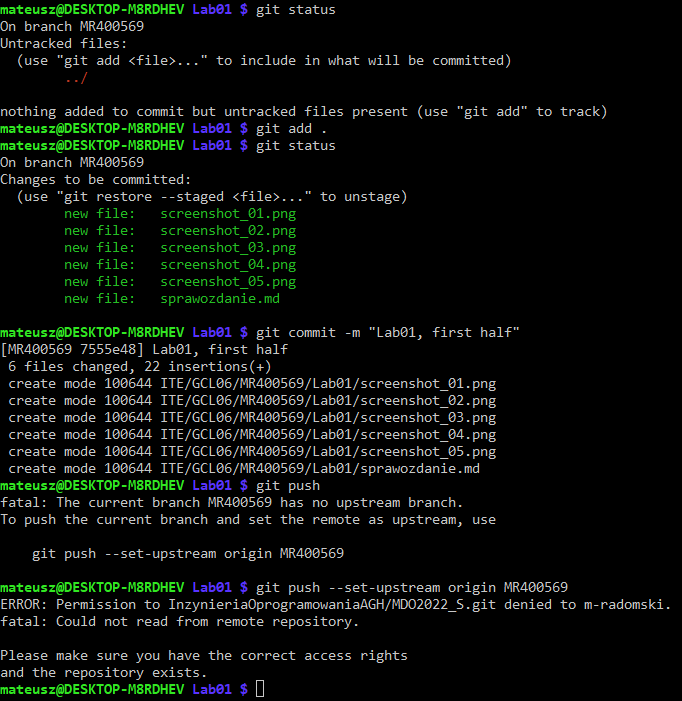 mateusz@DESKTOP-M8RDHEV Lab01 $ git status
On branch MR400569
Untracked files:
  (use "git add <file>..." to include in what will be committed)
        ../

nothing added to commit but untracked files present (use "git add" to track)
mateusz@DESKTOP-M8RDHEV Lab01 $ git add .
mateusz@DESKTOP-M8RDHEV Lab01 $ git status
On branch MR400569
Changes to be committed:
  (use "git restore --staged <file>..." to unstage)
        new file:   screenshot_01.png
        new file:   screenshot_02.png
        new file:   screenshot_03.png
        new file:   screenshot_04.png
        new file:   screenshot_05.png
        new file:   sprawozdanie.md

mateusz@DESKTOP-M8RDHEV Lab01 $ git commit -m "Lab01, first half"
[MR400569 7555e48] Lab01, first half
 6 files changed, 22 insertions(+)
 create mode 100644 ITE/GCL06/MR400569/Lab01/screenshot_01.png
 create mode 100644 ITE/GCL06/MR400569/Lab01/screenshot_02.png
 create mode 100644 ITE/GCL06/MR400569/Lab01/screenshot_03.png
 create mode 100644 ITE/GCL06/MR400569/Lab01/screenshot_04.png
 create mode 100644 ITE/GCL06/MR400569/Lab01/screenshot_05.png
 create mode 100644 ITE/GCL06/MR400569/Lab01/sprawozdanie.md
mateusz@DESKTOP-M8RDHEV Lab01 $ git push
fatal: The current branch MR400569 has no upstream branch.
To push the current branch and set the remote as upstream, use

    git push --set-upstream origin MR400569

mateusz@DESKTOP-M8RDHEV Lab01 $ git push --set-upstream origin MR400569
ERROR: Permission to InzynieriaOprogramowaniaAGH/MDO2022_S.git denied to m-radomski.
fatal: Could not read from remote repository.

Please make sure you have the correct access rights
and the repository exists.
mateusz@DESKTOP-M8RDHEV Lab01 $